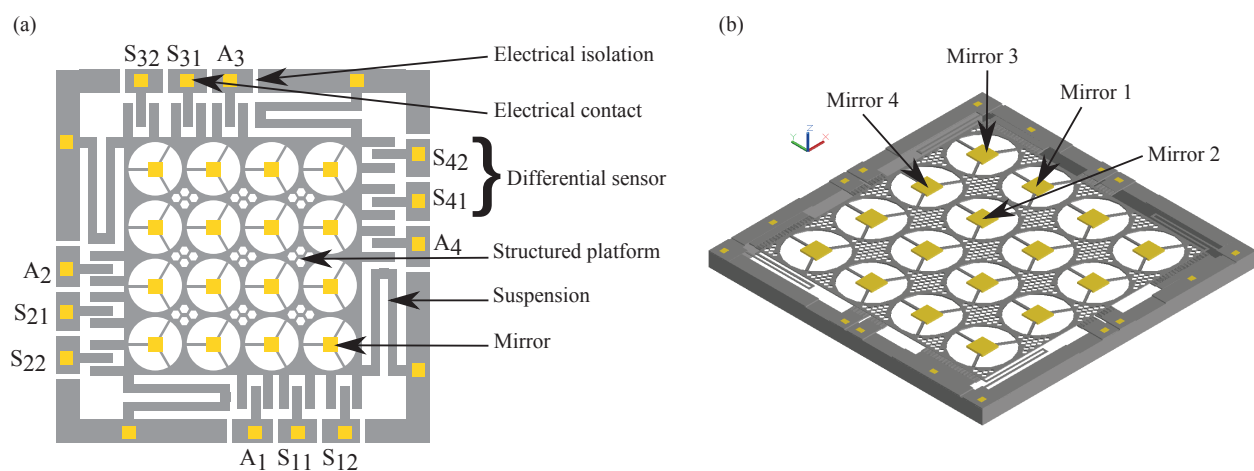 (a)
S32 S31 A3
Electrical isolation
Electrical contact
S42
Differential sensor
S41
A4
Structured platform
A2
Suspension
S21
Mirror
S22
A1 S11 S12
(b)
Mirror 3
Mirror 4
Mirror 1
Mirror 2
Z
Y
X